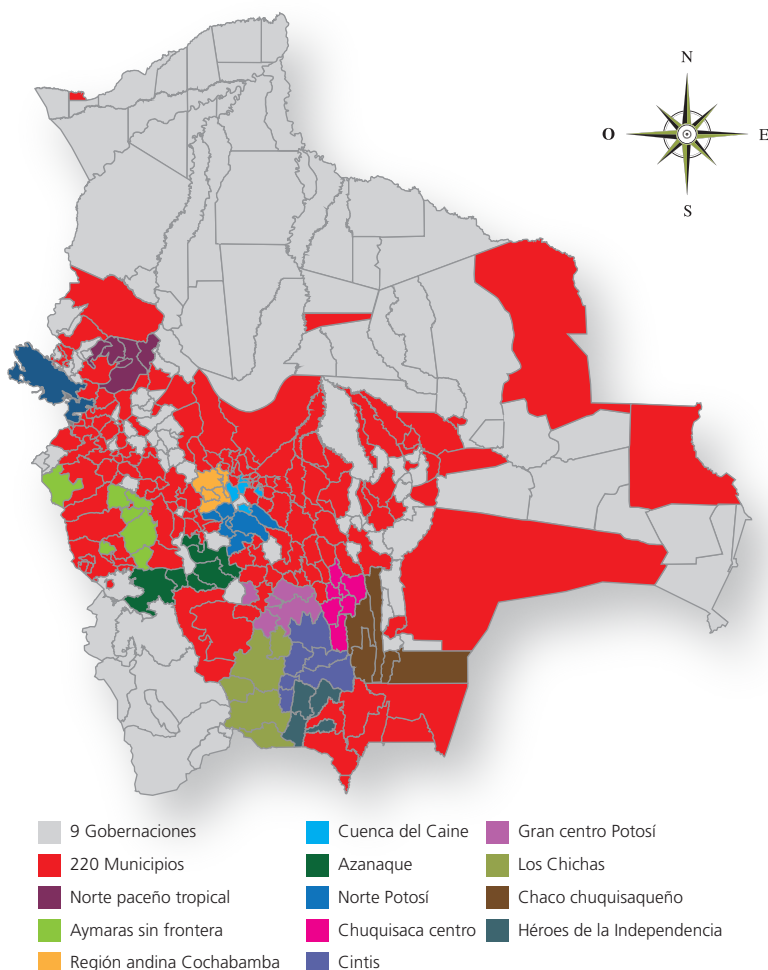 N
O
E
S
9 Gobernaciones
220 Municipios
Norte paceño tropical
Aymaras sin frontera
Región andina Cochabamba
Cuenca del Caine
Azanaque
Norte Potosí
Chuquisaca centro
Cintis
Gran centro Potosí
Los Chichas
Chaco chuquisaqueño
Héroes de la Independencia